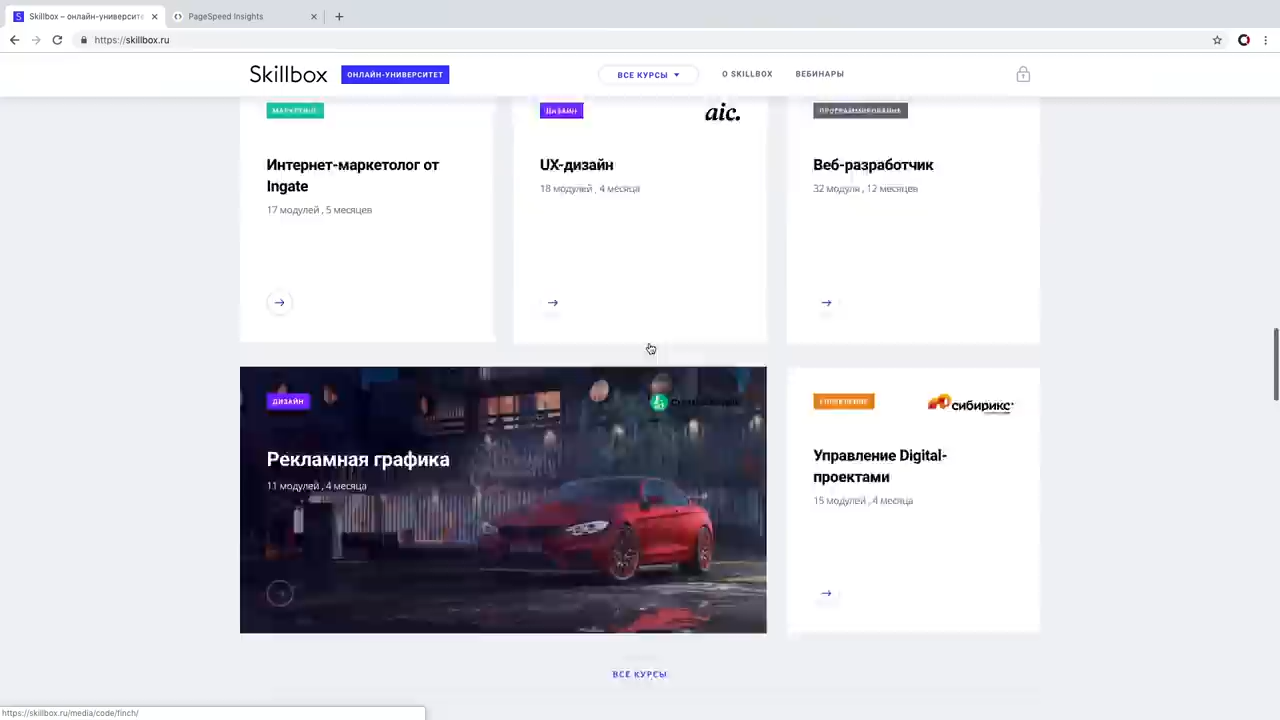 Skillbox – онлайн-университе
PageSpeed Insights
https://skillbox.ru
Skillbox
ОНЛАЙН-УНИВЕРСИТЕТ
ВСЕ КУРСЫ
О SKILLBOX
ВЕБИНАРЫ
МАРКЕТИНГ
ДИЗАЙН
aic.
ПРОГРАММИРОВАНИЕ
Интернет-маркетолог от
Ingate
17 модулей , 5 месяцев
UX-дизайн
18 модулей , 4 месяца
Веб-разработчик
32 модуля , 12 месяцев
ДИЗАЙН
Рекламная графика
11 модулей , 4 месяца
УПРАВЛЕНИЕ
сибирикс
Управление Digital-
проектами
15 модулей , 4 месяца
ВСЕ КУРСЫ
https://skillbox.ru/media/code/finch/